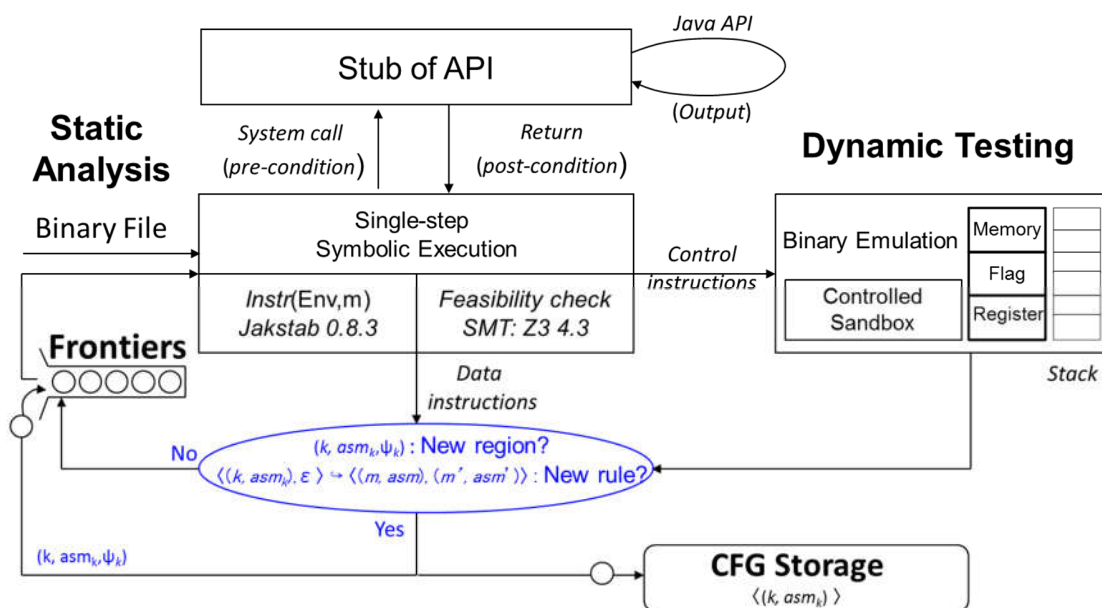 Java API
Stub of API
(Output)
Static
Analysis
System call
(pre-condition)
Return
(post-condition)
Dynamic Testing
Binary File
Single-step
Symbolic Execution
Control
instructions
Binary Emulation
Memory
Flag
Register
Controlled
Sandbox
Instr(Env,m)
Jakstab 0.8.3
Feasibility check
SMT: Z3 4.3
Frontiers
Stack
Data
instructions
No
(k, asmₖ,ψₖ) : New region?
⟨(k, asmₖ), ε ⟩ ↪ ⟨(m, asm), (m′, asm′)⟩ : New rule?
Yes
(k, asmₖ,ψₖ)
CFG Storage
⟨(k, asmₖ) ⟩